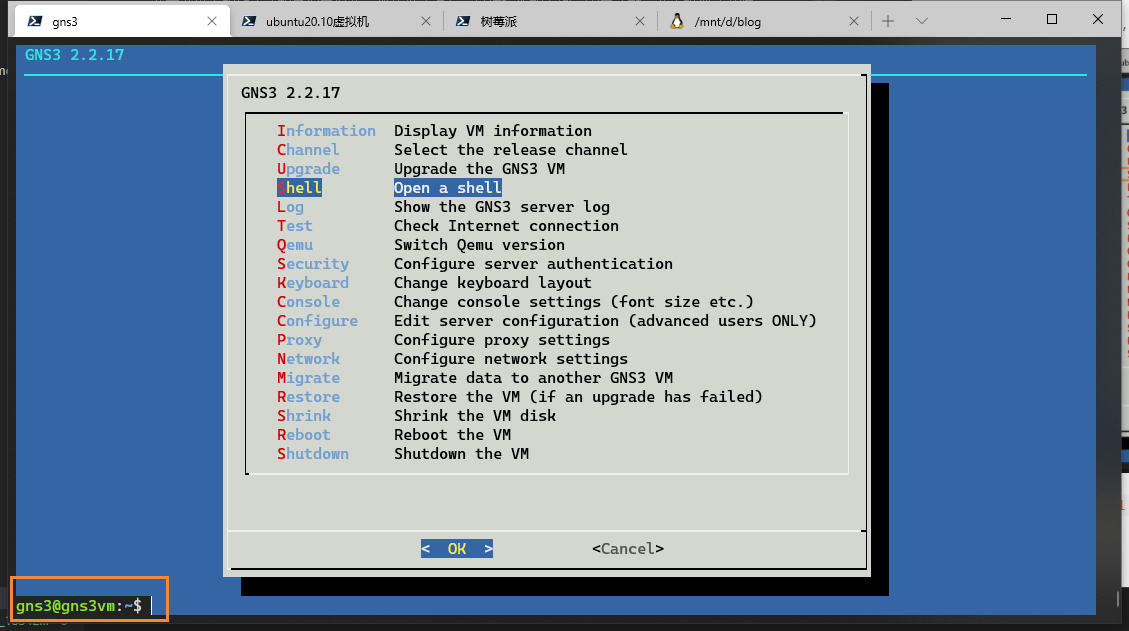 gns3 ubuntu20.10虚拟机 树莓派 /mnt/d/blog
GNS3 2.2.17
GNS3 2.2.17
Information Display VM information
Channel Select the release channel
Upgrade Upgrade the GNS3 VM
Shell Open a shell
Log Show the GNS3 server log
Test Check Internet connection
Qemu Switch Qemu version
Security Configure server authentication
Keyboard Change keyboard layout
Console Change console settings (font size etc.)
Configure Edit server configuration (advanced users ONLY)
Proxy Configure proxy settings
Network Configure network settings
Migrate Migrate data to another GNS3 VM
Restore Restore the VM (if an upgrade has failed)
Shrink Shrink the VM disk
Reboot Reboot the VM
Shutdown Shutdown the VM
< OK > <Cancel>
gns3@gns3vm:~$